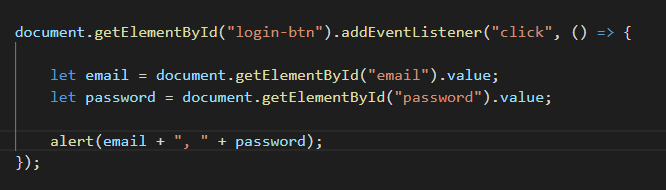 document.getElementById("login-btn").addEventListener("click", () => {
let email = document.getElementById("email").value;
let password = document.getElementById("password").value;
alert(email + ", " + password);
});